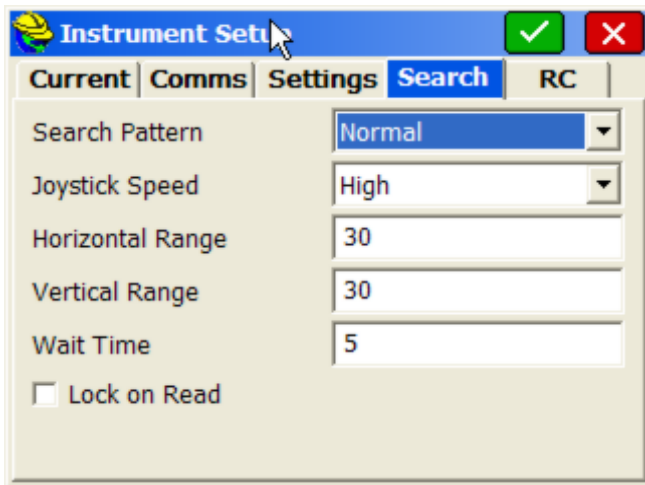 Instrument Setu
Current Comms Settings Search RC
Search Pattern Normal
Joystick Speed High
Horizontal Range 30
Vertical Range 30
Wait Time 5
Lock on Read